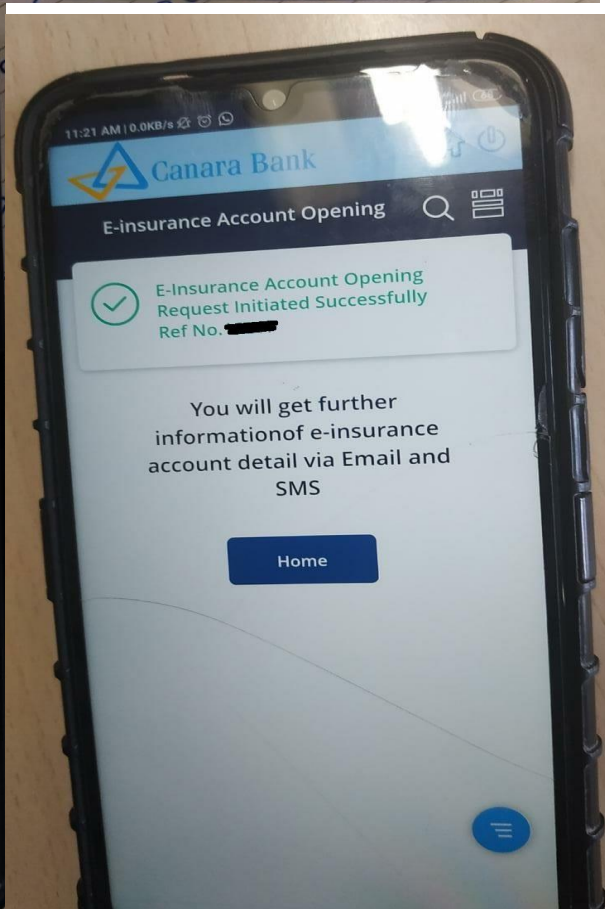 11:21 AM | 0.0KB/s
Canara Bank
E-insurance Account Opening
E-Insurance Account Opening
Request Initiated Successfully
Ref No.
You will get further
informationof e-insurance
account detail via Email and
SMS
Home